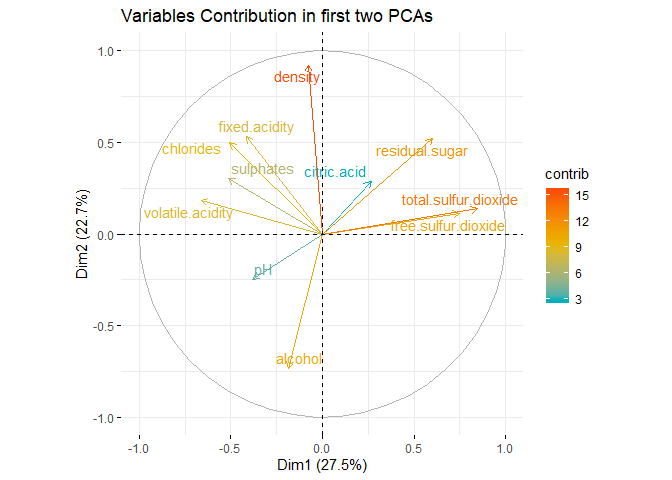 Variables Contribution in first two PCAs
1.0
density
fixed.acidity
0.5
chlorides
residual.sugar
contrib
sulphates
citric.acid
15
total.sulfur.dioxide
12
volatile.acidity
free.sulfur.dioxide
9
0.0
6
pH
3
Dim2 (22.7%)
-0.5
alcohol
-1.0
-1.0 -0.5 0.0 0.5 1.0
Dim1 (27.5%)